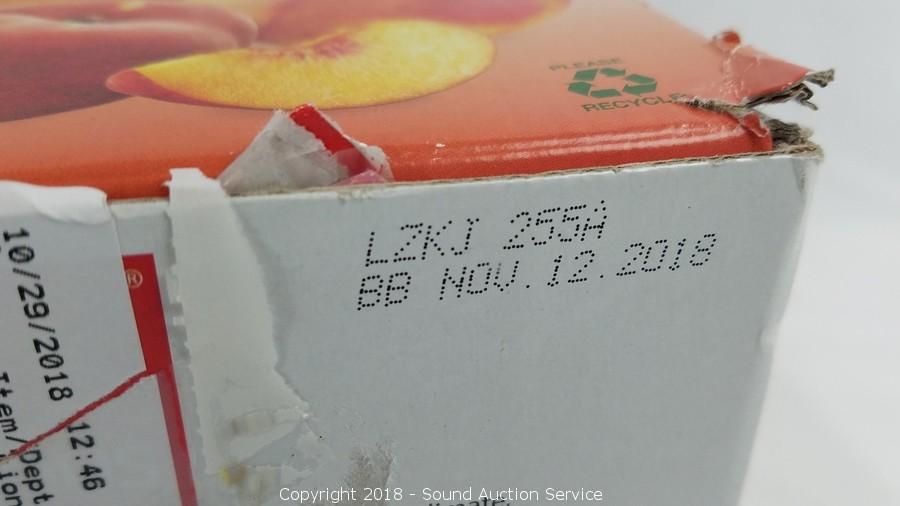 PLEASE
RECYCLE
L2KJ 255A
BB NOV.12.2018
®
10/29/2018 12:46
Item/Dept
Copyright 2018 - Sound Auction Service